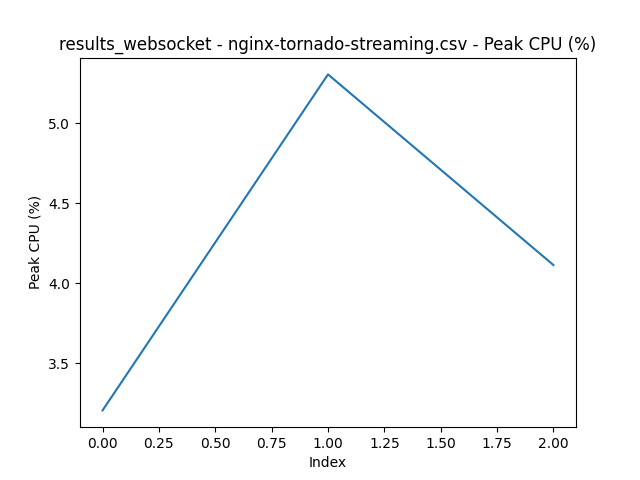 results_websocket - nginx-tornado-streaming.csv - Peak CPU (%)
Peak CPU (%)
5.0
4.5
4.0
3.5
0.00 0.25 0.50 0.75 1.00 1.25 1.50 1.75 2.00
Index